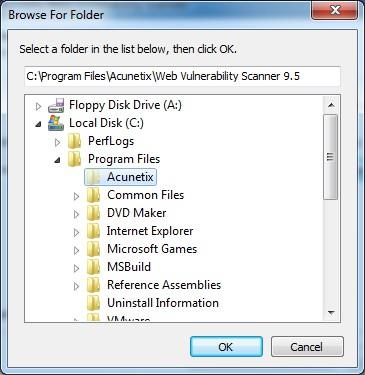 Browse For Folder
Select a folder in the list below, then click OK.
C:\Program Files\Acunetix\Web Vulnerability Scanner 9.5
Floppy Disk Drive (A:)
Local Disk (C:)
PerfLogs
Program Files
Acunetix
Common Files
DVD Maker
Internet Explorer
Microsoft Games
MSBuild
Reference Assemblies
Uninstall Information
VMware
OK Cancel